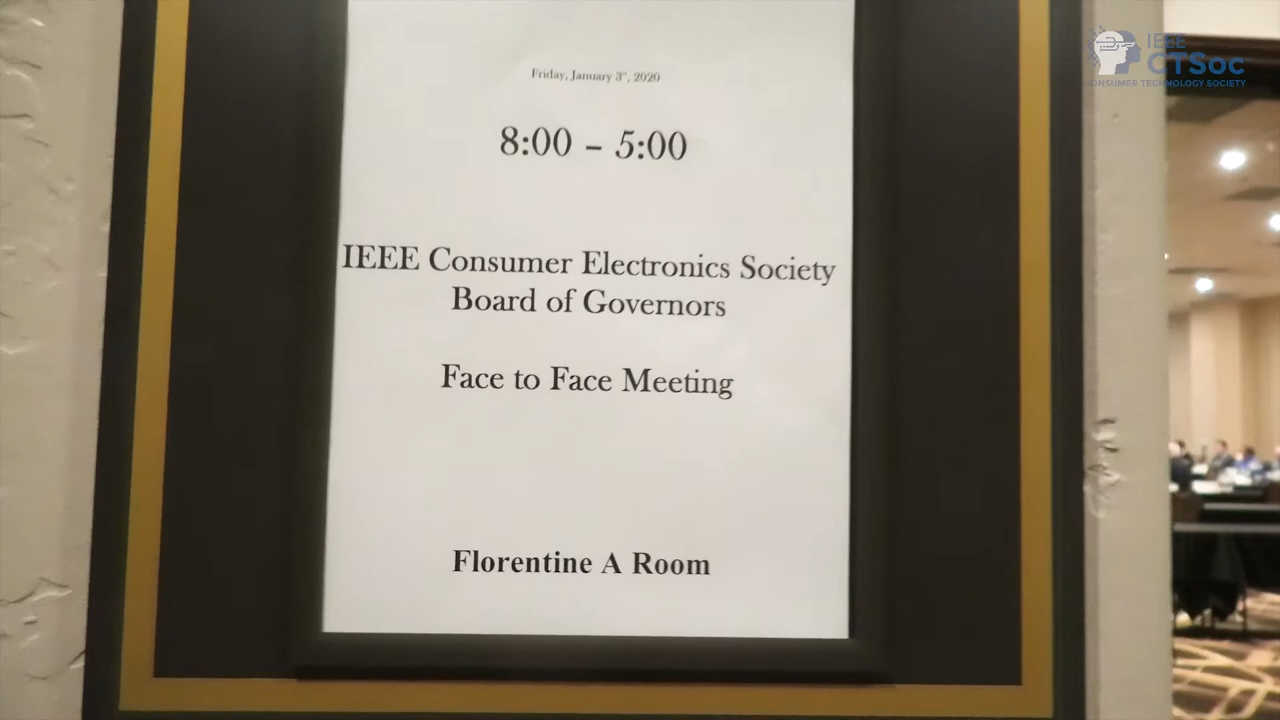 Friday, January 3rd, 2020
8:00 – 5:00
IEEE Consumer Electronics Society
Board of Governors
Face to Face Meeting
Florentine A Room
IEEE
CTSoc
CONSUMER TECHNOLOGY SOCIETY